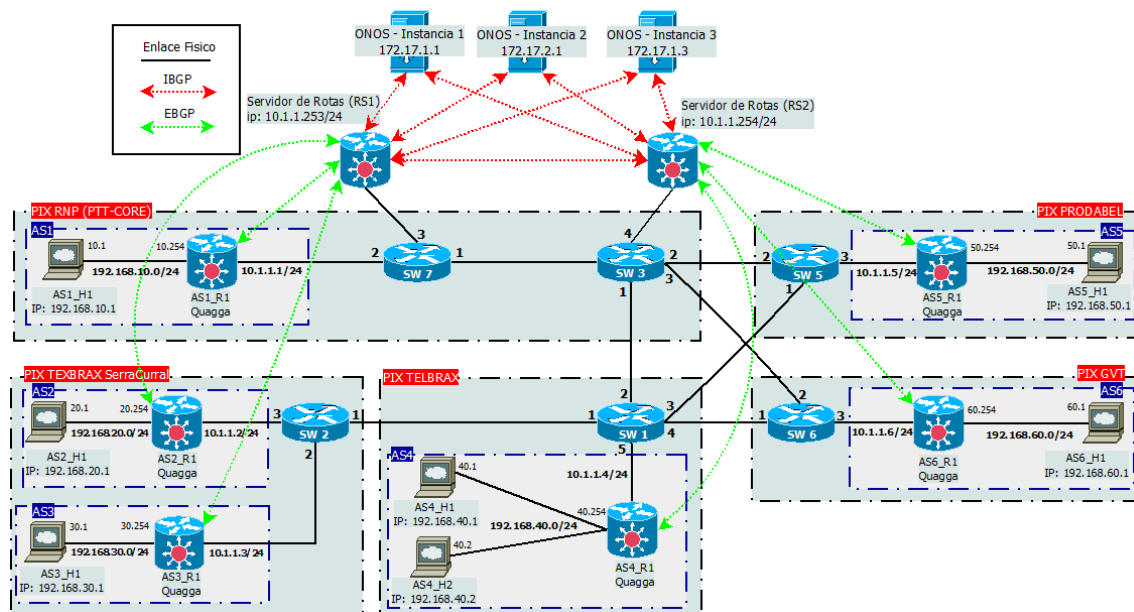 ONOS - Instancia 1
172.17.1.1
ONOS - Instancia 2
172.17.2.1
ONOS - Instancia 3
172.17.1.3
Enlace Fisico
IBGP
EBGP
Servidor de Rotas (RS1)
ip: 10.1.1.253/24
Servidor de Rotas (RS2)
ip: 10.1.1.254/24
PIX RNP (PTT-CORE)
AS1
10.1
10.254
192.168.10.0/24
10.1.1.1/24
AS1_H1
IP: 192.168.10.1
AS1_R1
Quagga
2
3
1
SW 7
4
2
3
1
SW 3
PIX PRODABEL
AS5
2
3
1
SW 5
10.1.1.5/24
50.254
50.1
192.168.50.0/24
AS5_R1
Quagga
AS5_H1
IP: 192.168.50.1
PIX TEXBRAX SerraCurral
AS2
20.1
20.254
192.168.20.0/24
10.1.1.2/24
AS2_H1
IP: 192.168.20.1
AS2_R1
Quagga
3
1
2
SW 2
AS3
30.1
30.254
192.168.30.0/24
10.1.1.3/24
AS3_H1
IP: 192.168.30.1
AS3_R1
Quagga
PIX TELBRAX
2
1
3
4
5
SW 1
AS4
40.1
10.1.1.4/24
AS4_H1
IP: 192.168.40.1
192.168.40.0/24
40.254
40.2
AS4_H2
IP: 192.168.40.2
AS4_R1
Quagga
PIX GVT
AS6
2
1
3
SW 6
10.1.1.6/24
60.254
60.1
192.168.60.0/24
AS6_R1
Quagga
AS6_H1
IP: 192.168.60.1